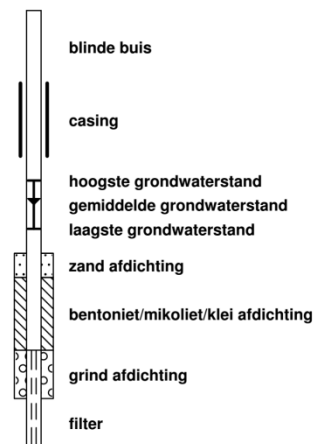 blinde buis
casing
hoogste grondwaterstand
gemiddelde grondwaterstand
laagste grondwaterstand
zand afdichting
bentoniet/mikoliet/klei afdichting
grind afdichting
filter